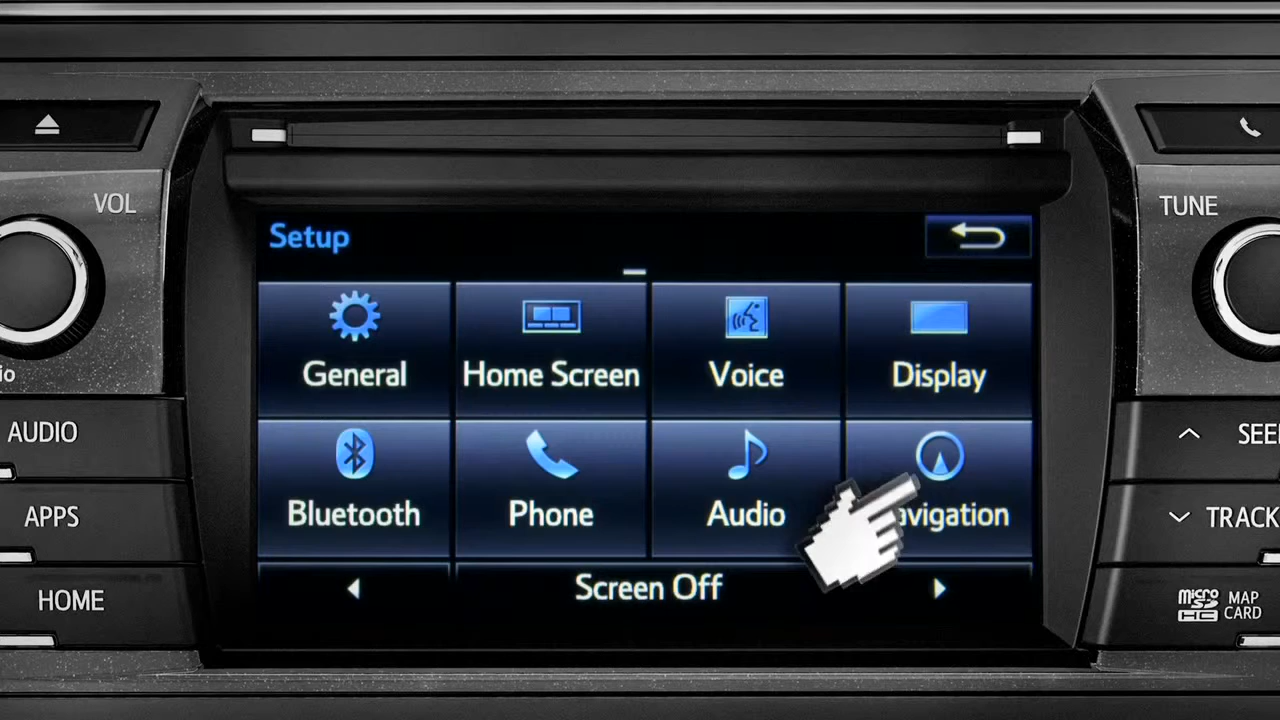 VOL
TUNE
Setup
General
Home Screen
Voice
Display
io
AUDIO
SEE
Bluetooth
Phone
Audio
avigation
APPS
TRACK
Screen Off
HOME
micro SD HC
MAP CARD